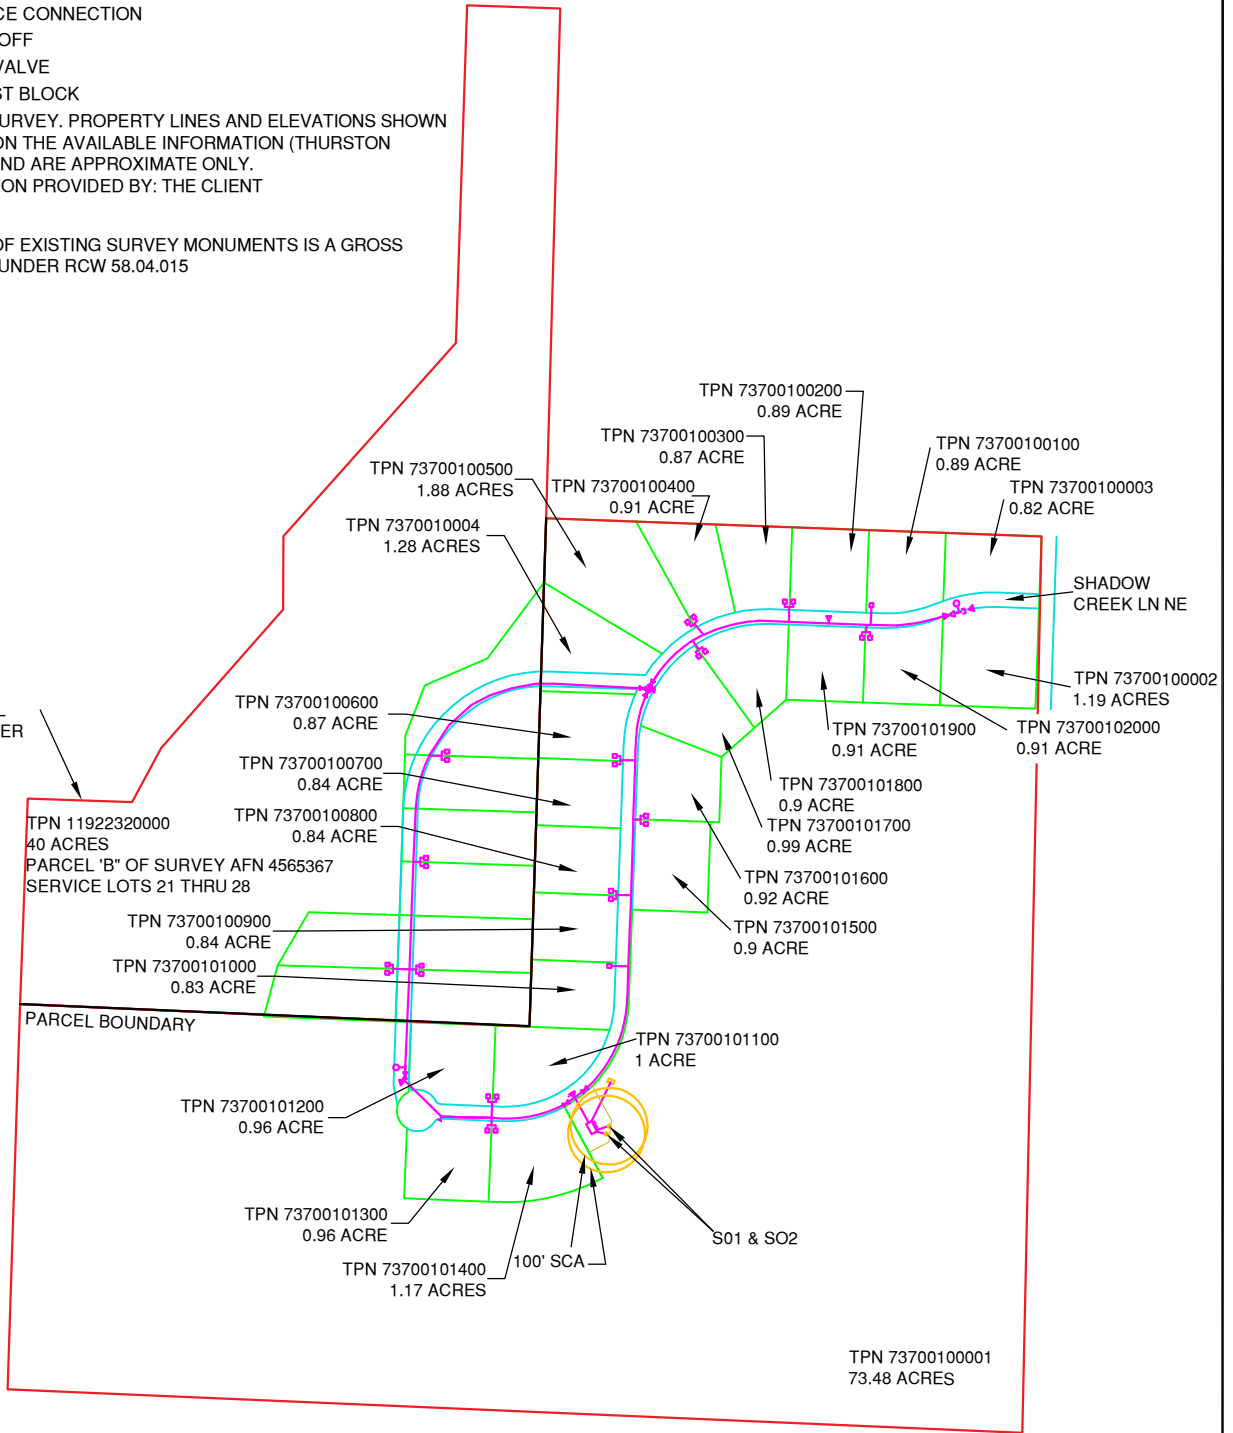 CE CONNECTION
OFF
VALVE
ST BLOCK
URVEY. PROPERTY LINES AND ELEVATIONS SHOWN
ON THE AVAILABLE INFORMATION (THURSTON
ND ARE APPROXIMATE ONLY.
ION PROVIDED BY: THE CLIENT
OF EXISTING SURVEY MONUMENTS IS A GROSS
UNDER RCW 58.04.015
TPN 73700100200
0.89 ACRE
TPN 73700100300
0.87 ACRE
TPN 73700100100
0.89 ACRE
TPN 73700100500
1.88 ACRES
TPN 73700100400
0.91 ACRE
TPN 73700100003
0.82 ACRE
TPN 7370010004
1.28 ACRES
SHADOW
CREEK LN NE
TPN 73700100002
1.19 ACRES
TPN 73700100600
0.87 ACRE
ER
TPN 73700101900
0.91 ACRE
TPN 73700102000
0.91 ACRE
TPN 73700100700
0.84 ACRE
TPN 73700101800
0.9 ACRE
TPN 73700100800
0.84 ACRE
TPN 73700101700
0.99 ACRE
TPN 11922320000
40 ACRES
PARCEL 'B" OF SURVEY AFN 4565367
SERVICE LOTS 21 THRU 28
TPN 73700101600
0.92 ACRE
TPN 73700100900
0.84 ACRE
TPN 73700101500
0.9 ACRE
TPN 73700101000
0.83 ACRE
PARCEL BOUNDARY
TPN 73700101100
1 ACRE
TPN 73700101200
0.96 ACRE
TPN 73700101300
0.96 ACRE
S01 & SO2
100' SCA
TPN 73700101400
1.17 ACRES
TPN 73700100001
73.48 ACRES